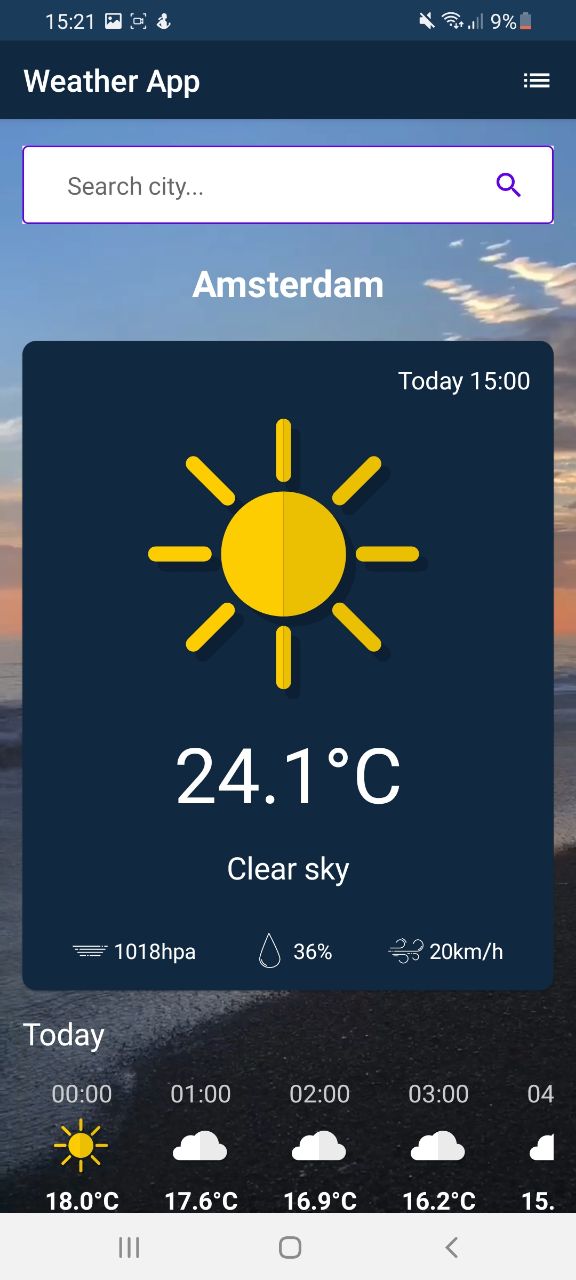 15:21 9%
Weather App
Search city...
Amsterdam
Today 15:00
24.1°C
Clear sky
1018hpa 36% 20km/h
Today
00:00 01:00 02:00 03:00 04
18.0°C 17.6°C 16.9°C 16.2°C 15.